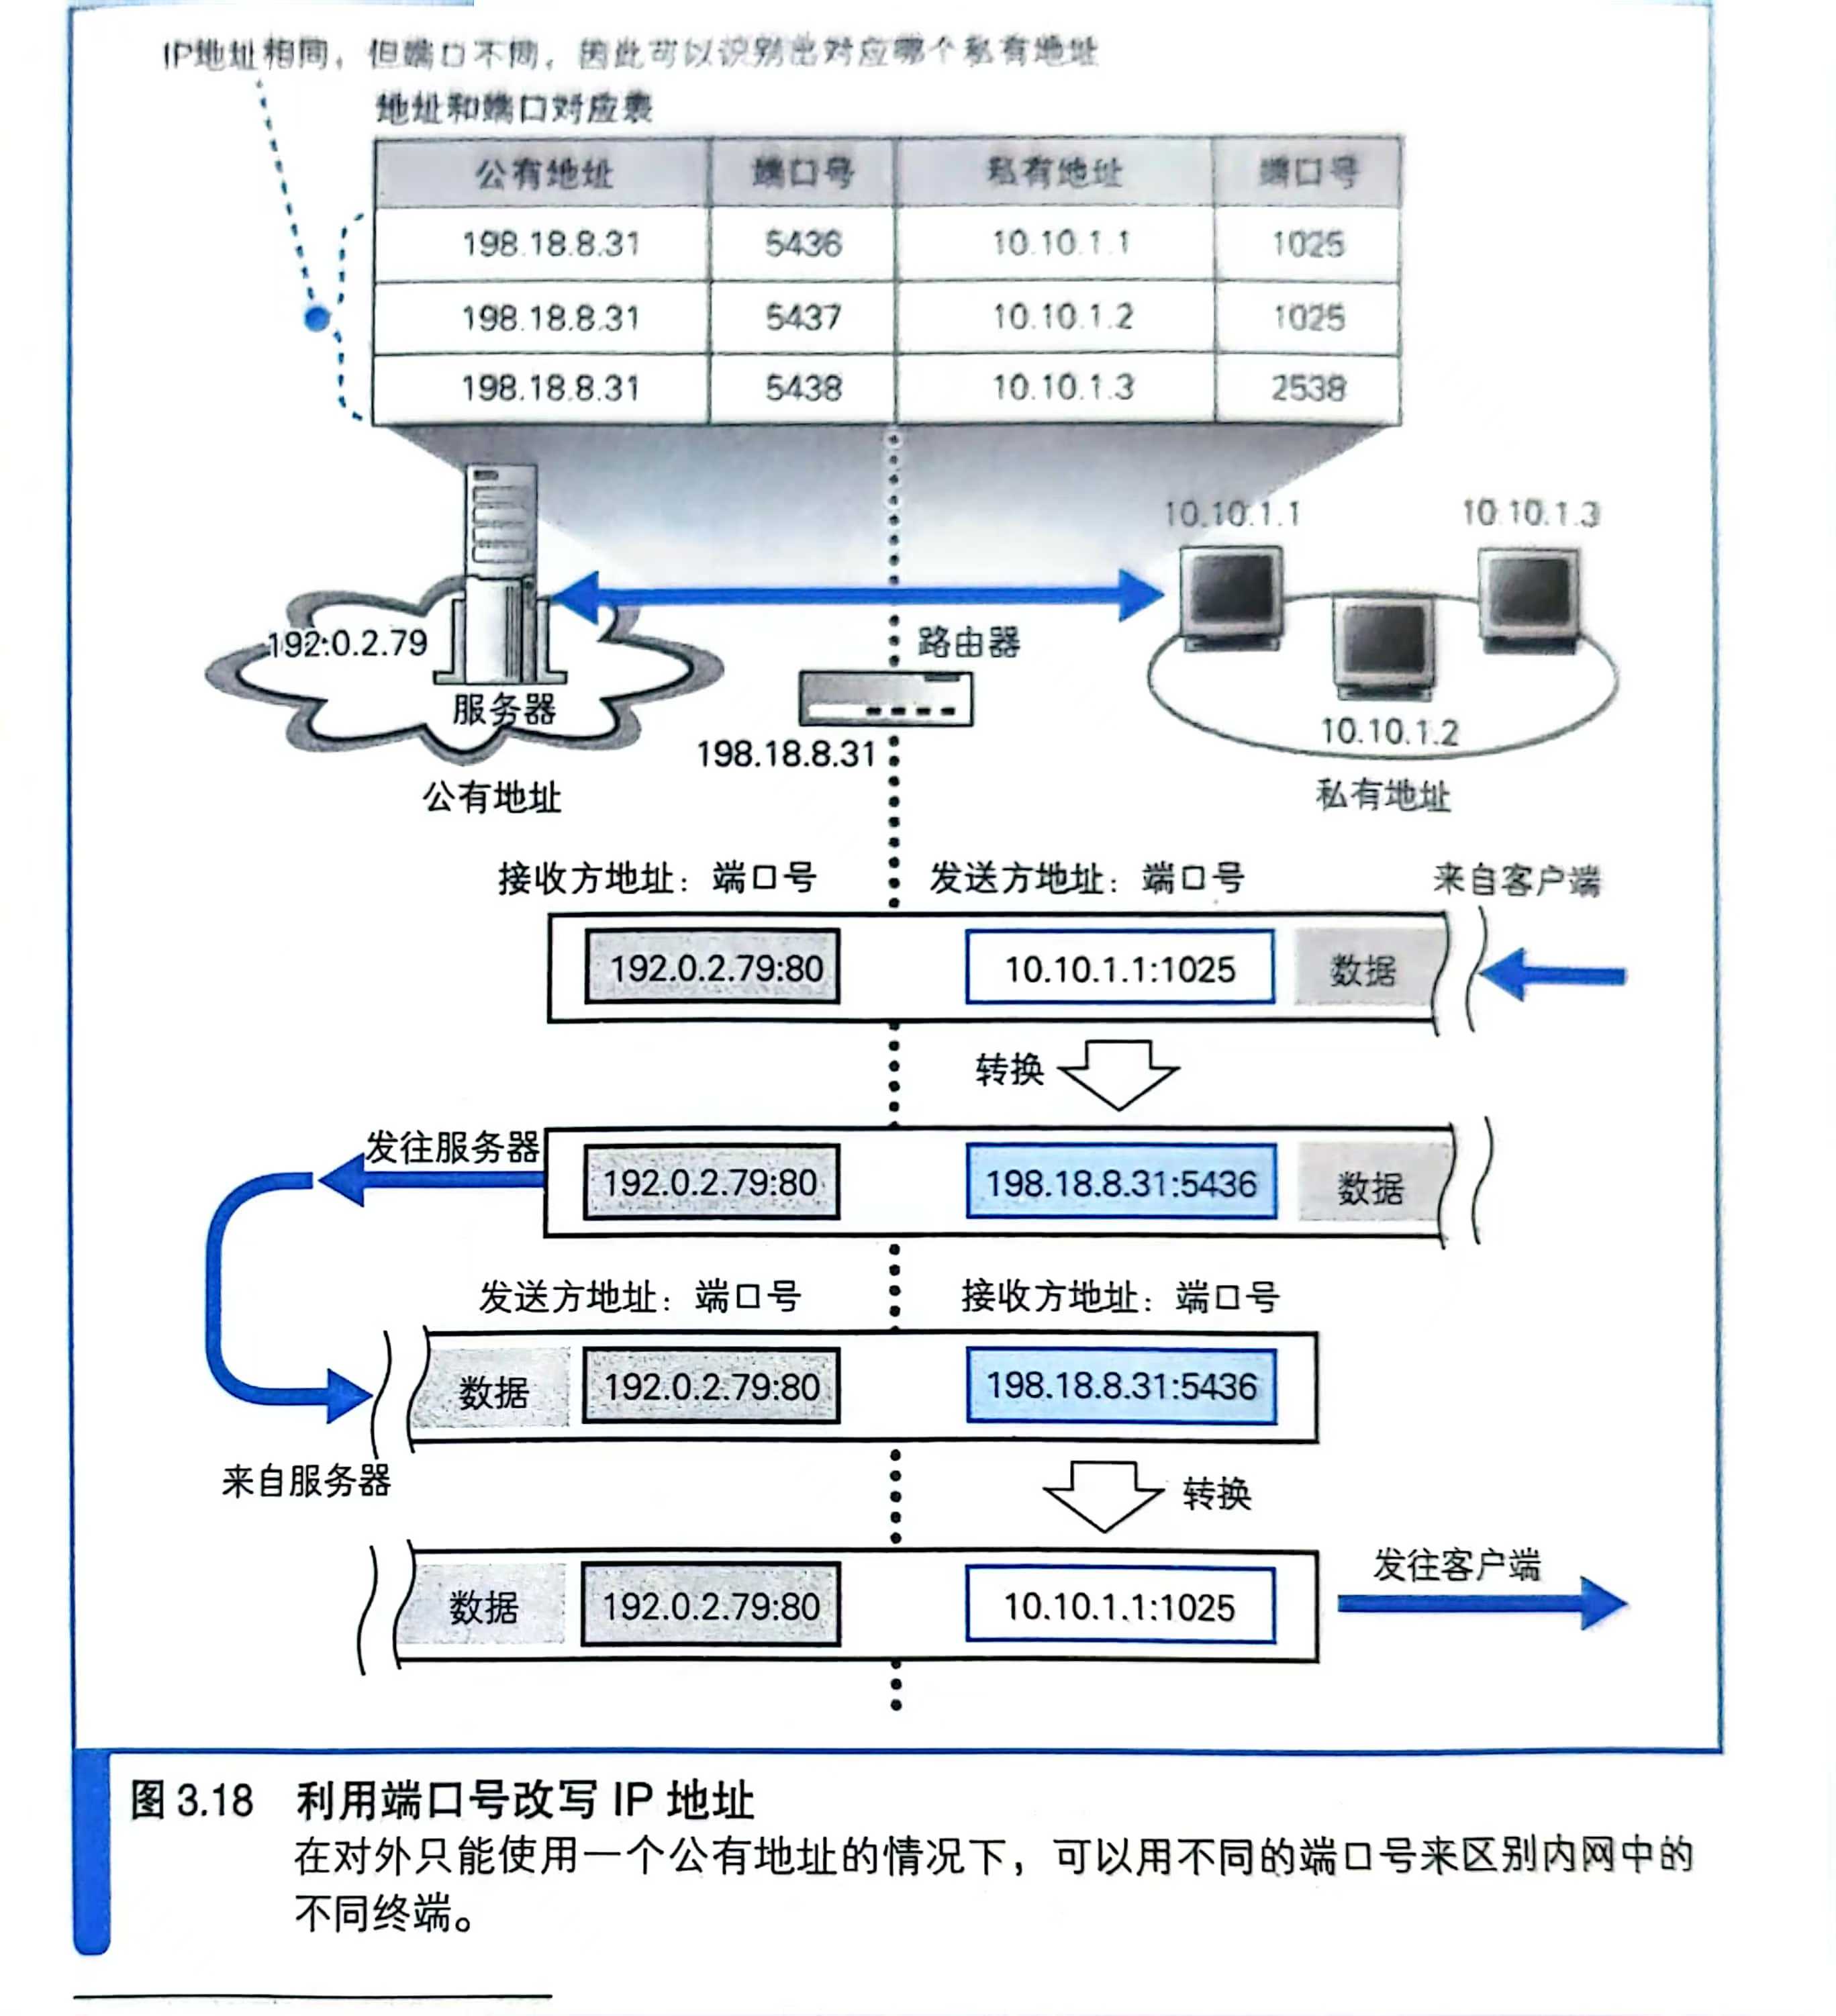 IP地址相同，但端口不同，因此可以识别出对应哪个私有地址
地址和端口对应表
公有地址 端口号 私有地址 端口号
198.18.8.31 5436 10.10.1.1 1025
198.18.8.31 5437 10.10.1.2 1025
198.18.8.31 5438 10.10.1.3 2538
10.10.1.1 10.10.1.3
192.0.2.79
服务器
路由器
198.18.8.31
10.10.1.2
公有地址 私有地址
接收方地址：端口号 发送方地址：端口号 来自客户端
192.0.2.79:80 10.10.1.1:1025 数据
转换
发往服务器
192.0.2.79:80 198.18.8.31:5436 数据
发送方地址：端口号 接收方地址：端口号
数据 192.0.2.79:80 198.18.8.31:5436
来自服务器
转换
发往客户端
数据 192.0.2.79:80 10.10.1.1:1025
图 3.18 利用端口号改写 IP 地址
在对外只能使用一个公有地址的情况下，可以用不同的端口号来区别内网中的
不同终端。